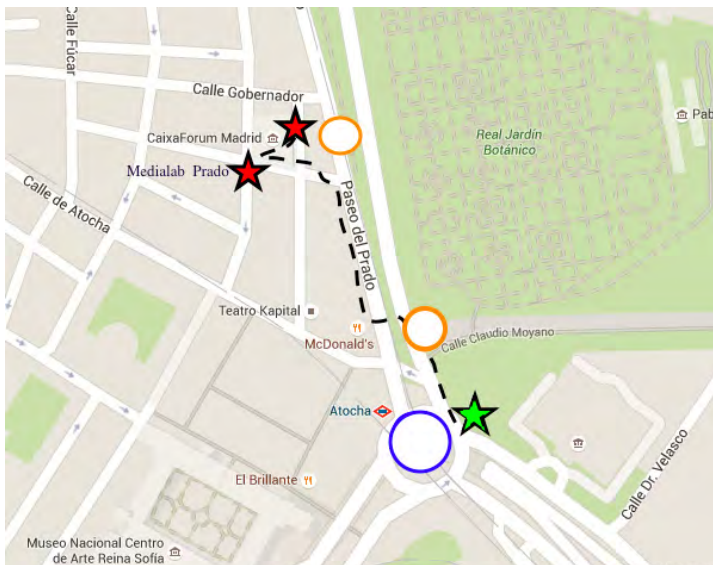 Calle Fúcar
Calle Gobernador
CaixaForum Madrid
Medialab Prado
Real Jardín
Botánico
Pab
Calle de Atocha
Paseo del Prado
Teatro Kapital
McDonald's
Calle Claudio Moyano
Atocha
El Brillante
Calle Dr. Velasco
Museo Nacional Centro
de Arte Reina Sofía